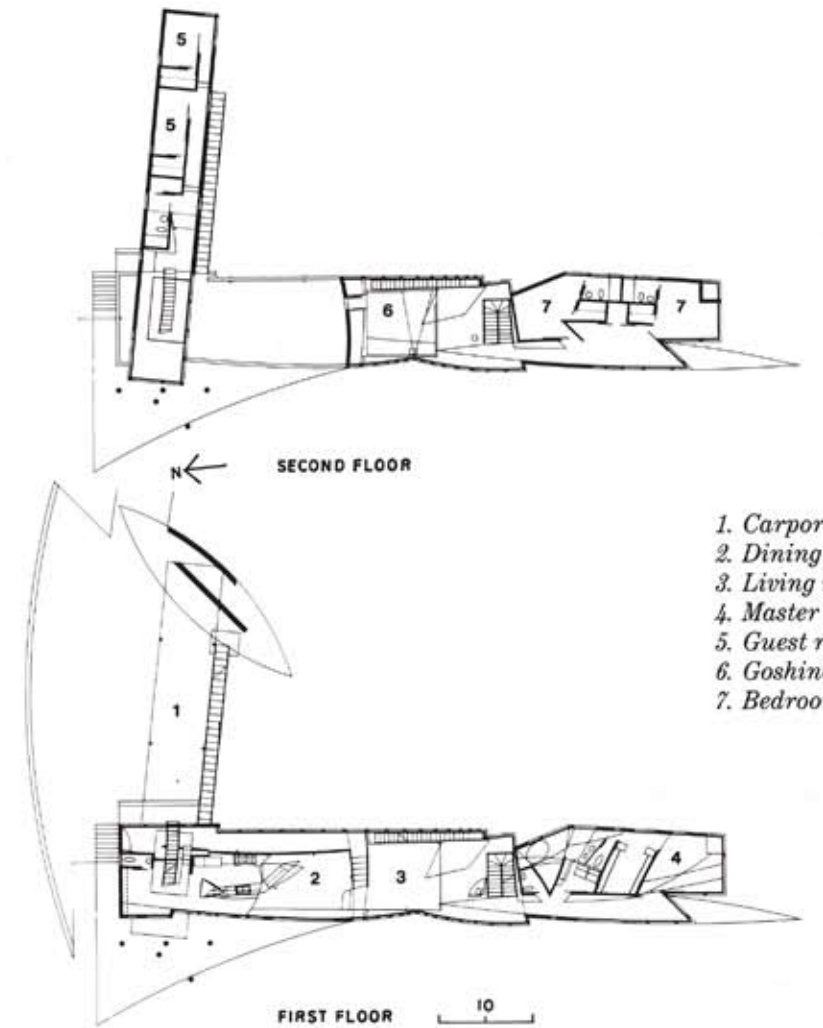 5
5
6
7
7
N
SECOND FLOOR
1. Carpor
2. Dining
3. Living
4. Master
5. Guest r
6. Goshin
7. Bedroo
1
2
3
4
FIRST FLOOR
10